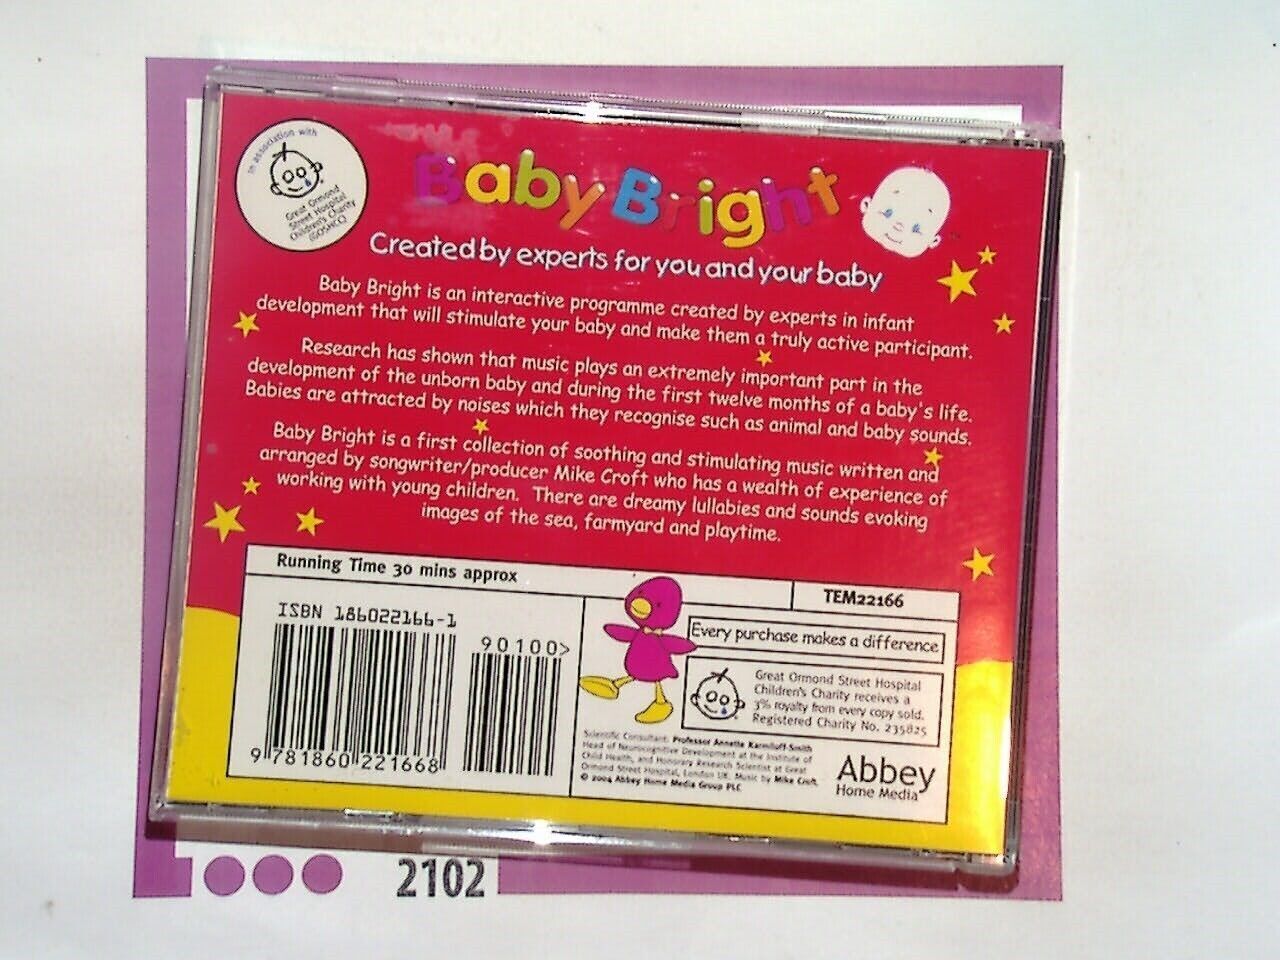 In association with
Great Ormond
Street Hospital
Children's Charity
(GOSHCC)
Baby Bright
Created by experts for you and your baby
Baby Bright is an interactive programme created by experts in infant
development that will stimulate your baby and make them a truly active participant.
Research has shown that music plays an extremely important part in the
development of the unborn baby and during the first twelve months of a baby's life.
Babies are attracted by noises which they recognise such as animal and baby sounds.
Baby Bright is a first collection of soothing and stimulating music written and
arranged by songwriter/producer Mike Croft who has a wealth of experience of
working with young children. There are dreamy lullabies and sounds evoking
images of the sea, farmyard and playtime.
Running Time 30 mins approx
TEM22166
ISBN 186022166-1
90100>
9 781860 221668
Every purchase makes a difference
Great Ormond Street Hospital
Children's Charity receives a
3% royalty from every copy sold.
Registered Charity No. 235825
Scientific Consultant: Professor Annette Karmiloff-Smith
Head of Neurocognitive Development at the Institute of
Child Health, and Honorary Research Scientist at Great
Ormond Street Hospital, London UK. Music by Mike Croft.
© 2004 Abbey Home Media Group PLC
Abbey
Home Media
2102